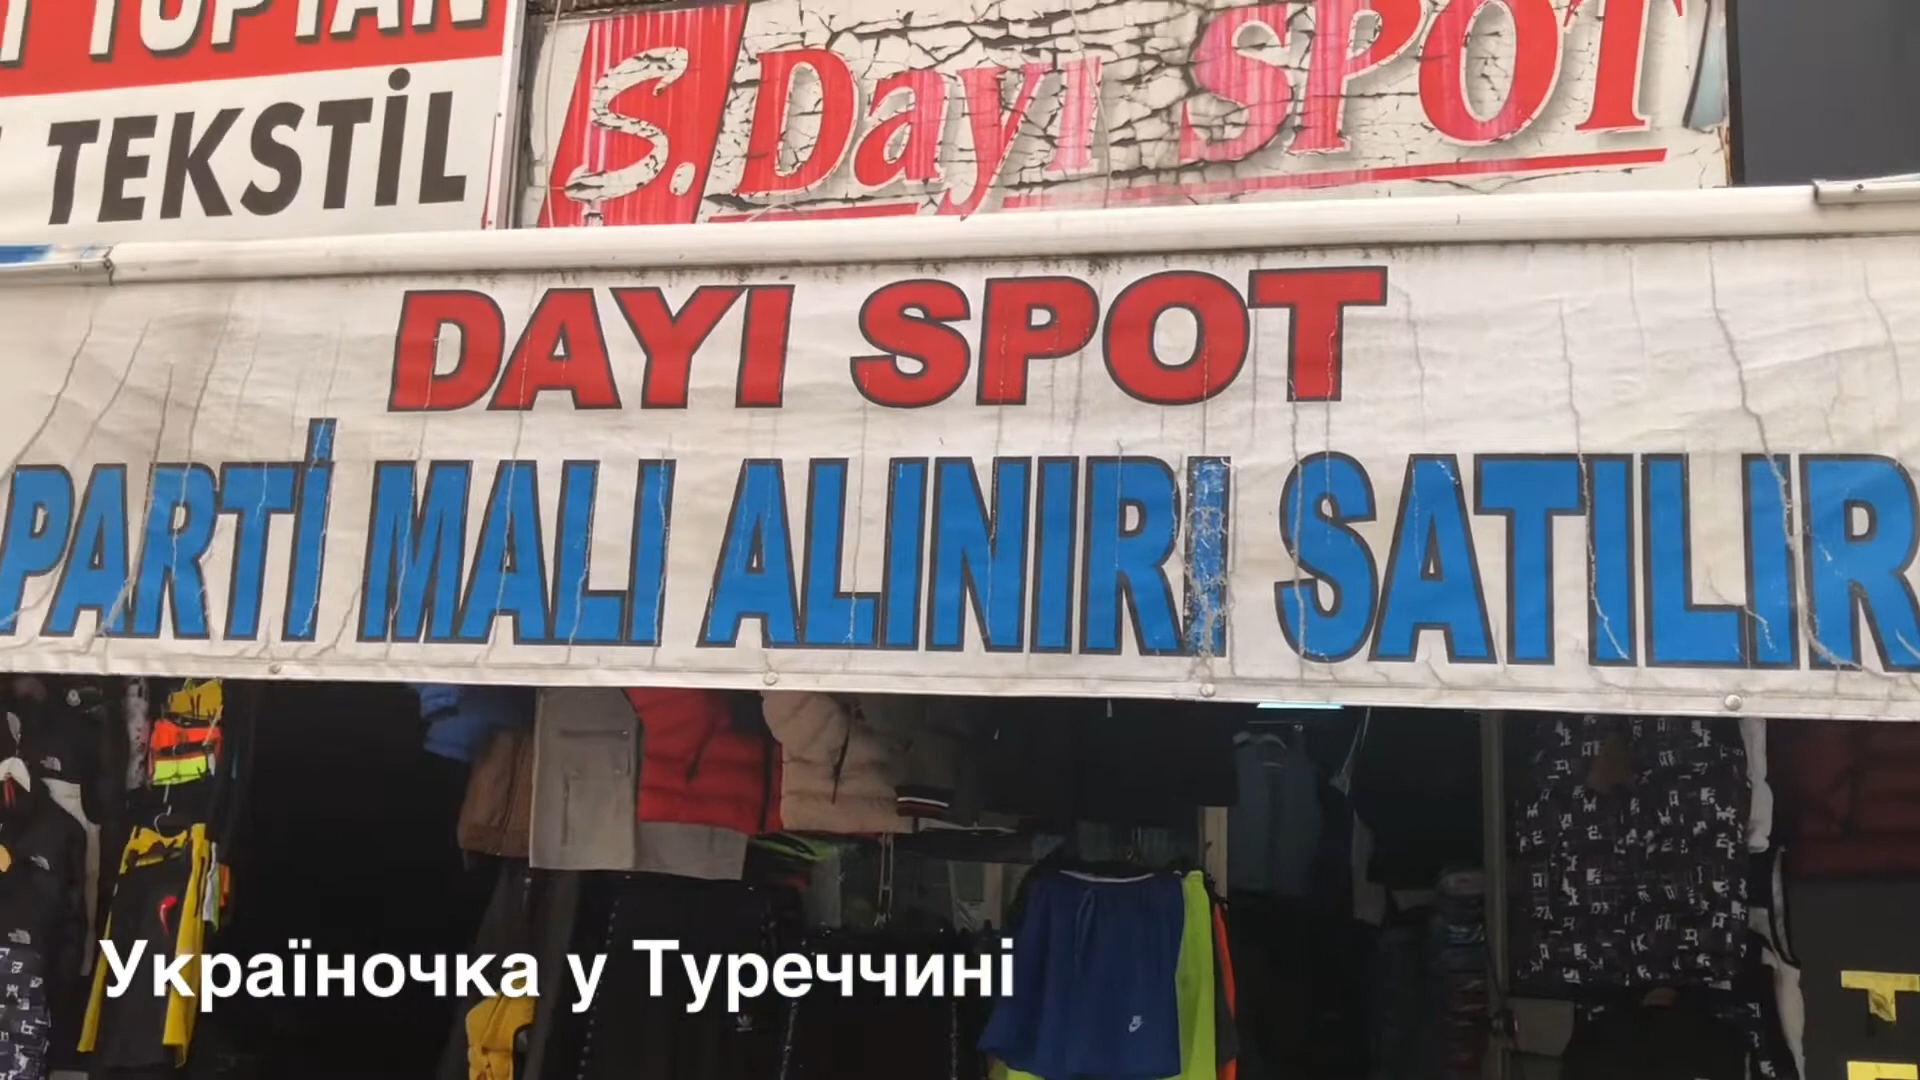 TOPTAN
TEKSTİL
S. Dayı SPOT
DAYI SPOT
PARTİ MALI ALINIRI SATILIR
Україночка у Туреччині